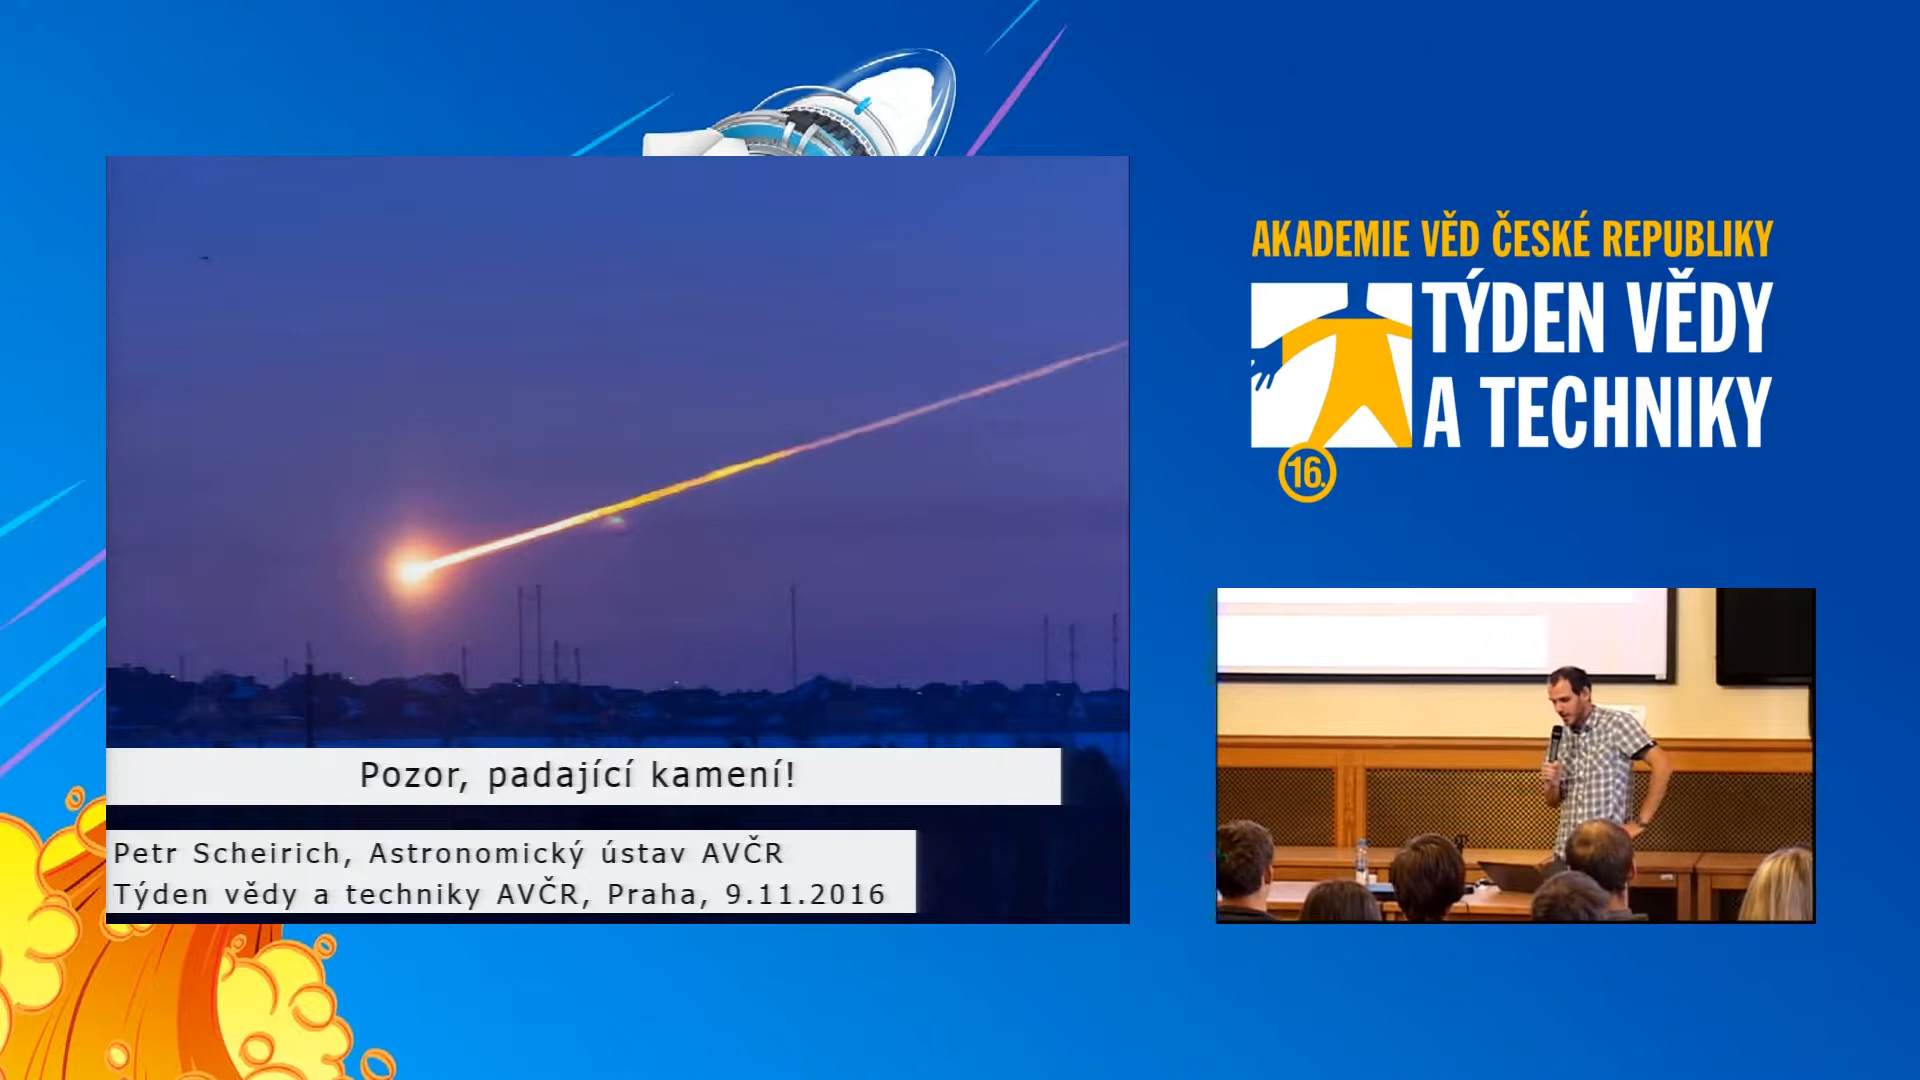 AKADEMIE VĚD ČESKÉ REPUBLIKY
TÝDEN VĚDY
A TECHNIKY
16.
Pozor, padající kamení!
Petr Scheirich, Astronomický ústav AVČR
Týden vědy a techniky AVČR, Praha, 9.11.2016